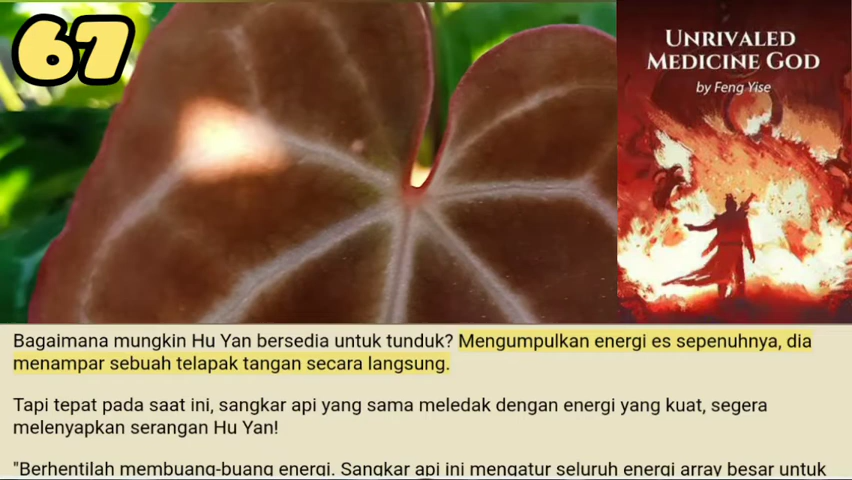 67
UNRIVALED
MEDICINE GOD
by Feng Yise
Bagaimana mungkin Hu Yan bersedia untuk tunduk? Mengumpulkan energi es sepenuhnya, dia
menampar sebuah telapak tangan secara langsung.
Tapi tepat pada saat ini, sangkar api yang sama meledak dengan energi yang kuat, segera
melenyapkan serangan Hu Yan!
"Berhentilah membuang-buang energi. Sangkar api ini mengatur seluruh energi array besar untuk